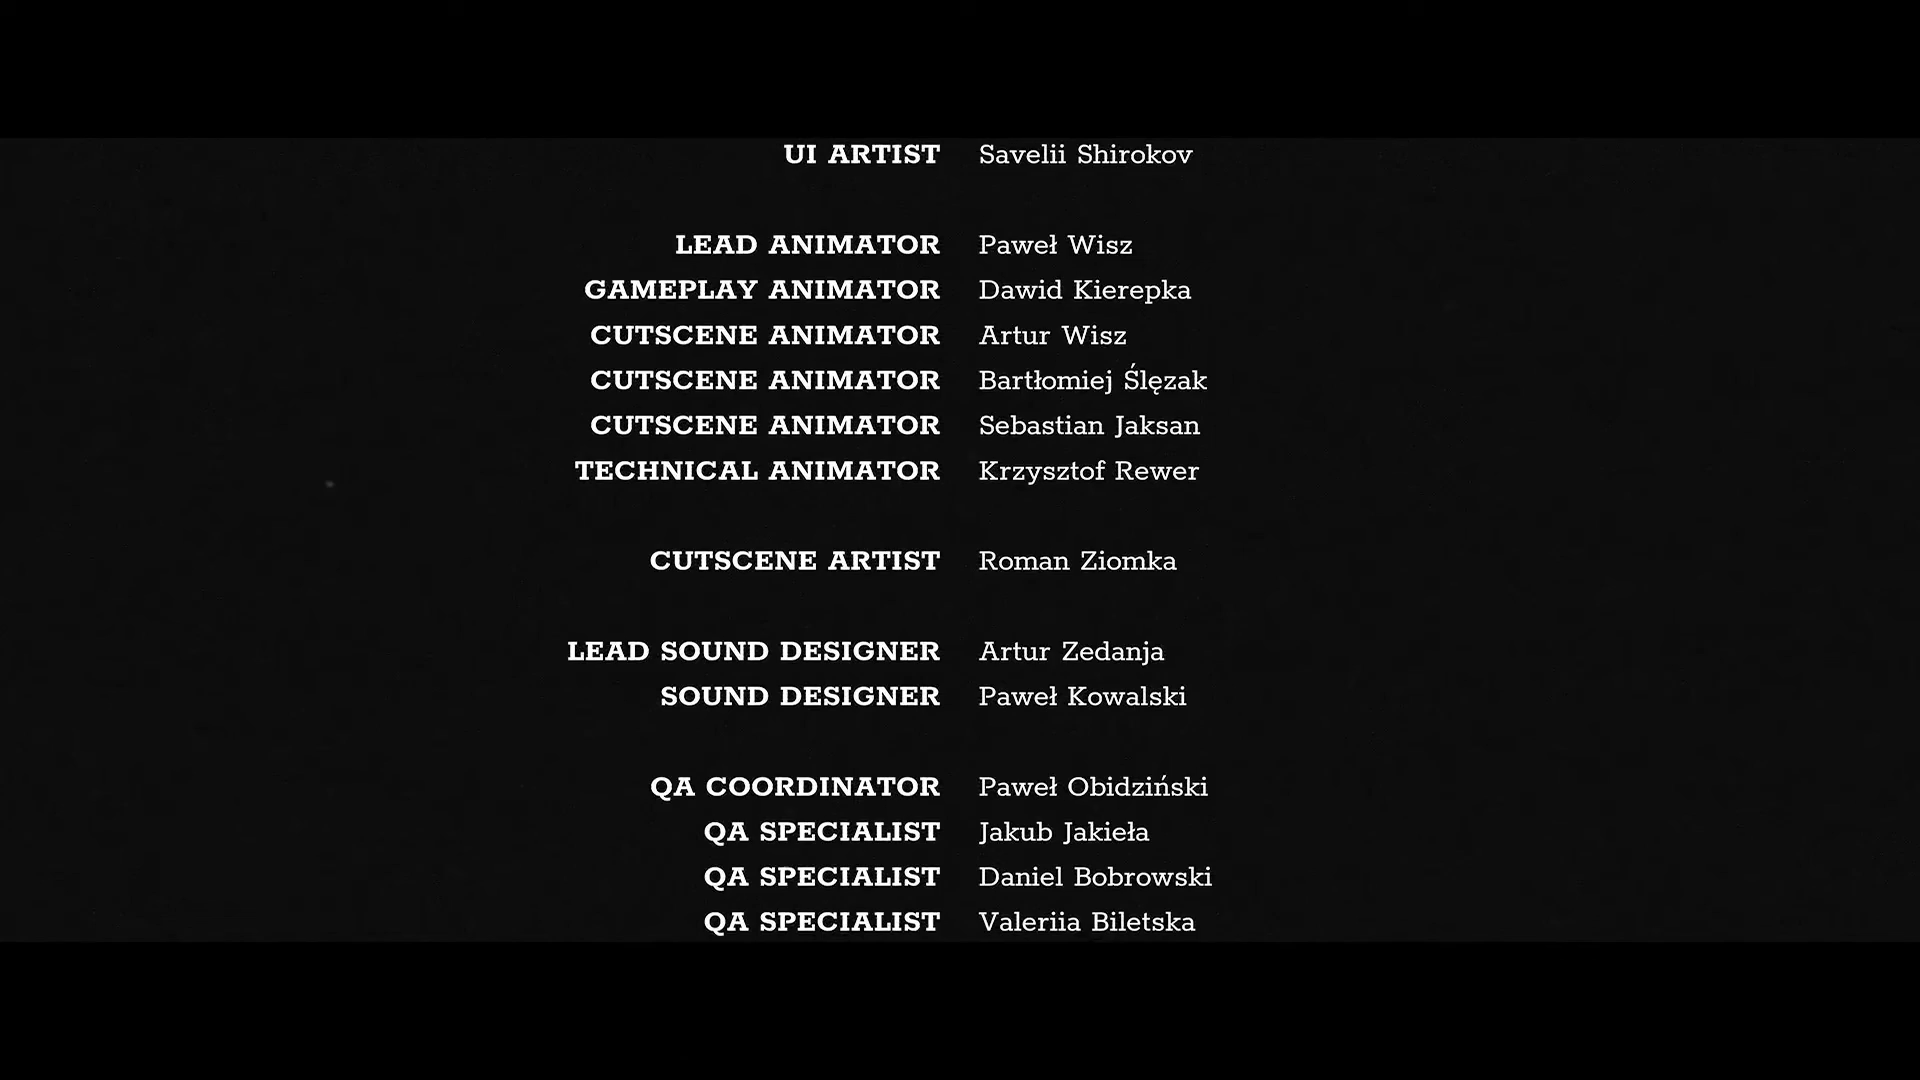 UI ARTIST Savelii Shirokov
LEAD ANIMATOR Paweł Wisz
GAMEPLAY ANIMATOR Dawid Kierepka
CUTSCENE ANIMATOR Artur Wisz
CUTSCENE ANIMATOR Bartłomiej Ślęzak
CUTSCENE ANIMATOR Sebastian Jaksan
TECHNICAL ANIMATOR Krzysztof Rewer
CUTSCENE ARTIST Roman Ziomka
LEAD SOUND DESIGNER Artur Zedanja
SOUND DESIGNER Paweł Kowalski
QA COORDINATOR Paweł Obidziński
QA SPECIALIST Jakub Jakieła
QA SPECIALIST Daniel Bobrowski
QA SPECIALIST Valeriia Biletska